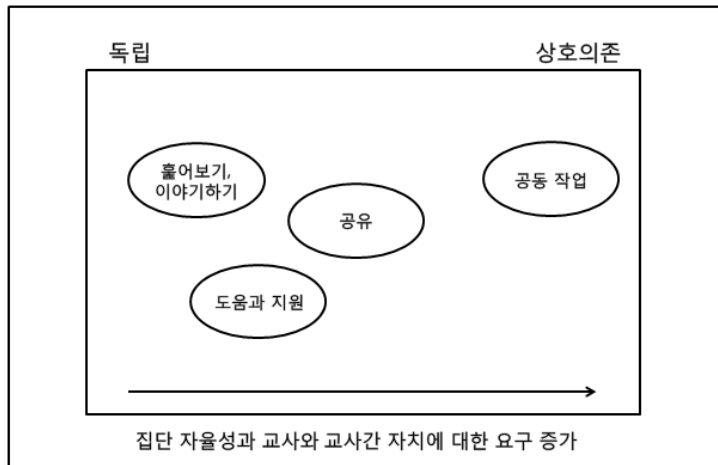 독립
상호의존
훑어보기,
이야기하기
공동 작업
공유
도움과 지원
집단 자율성과 교사와 교사간 자치에 대한 요구 증가